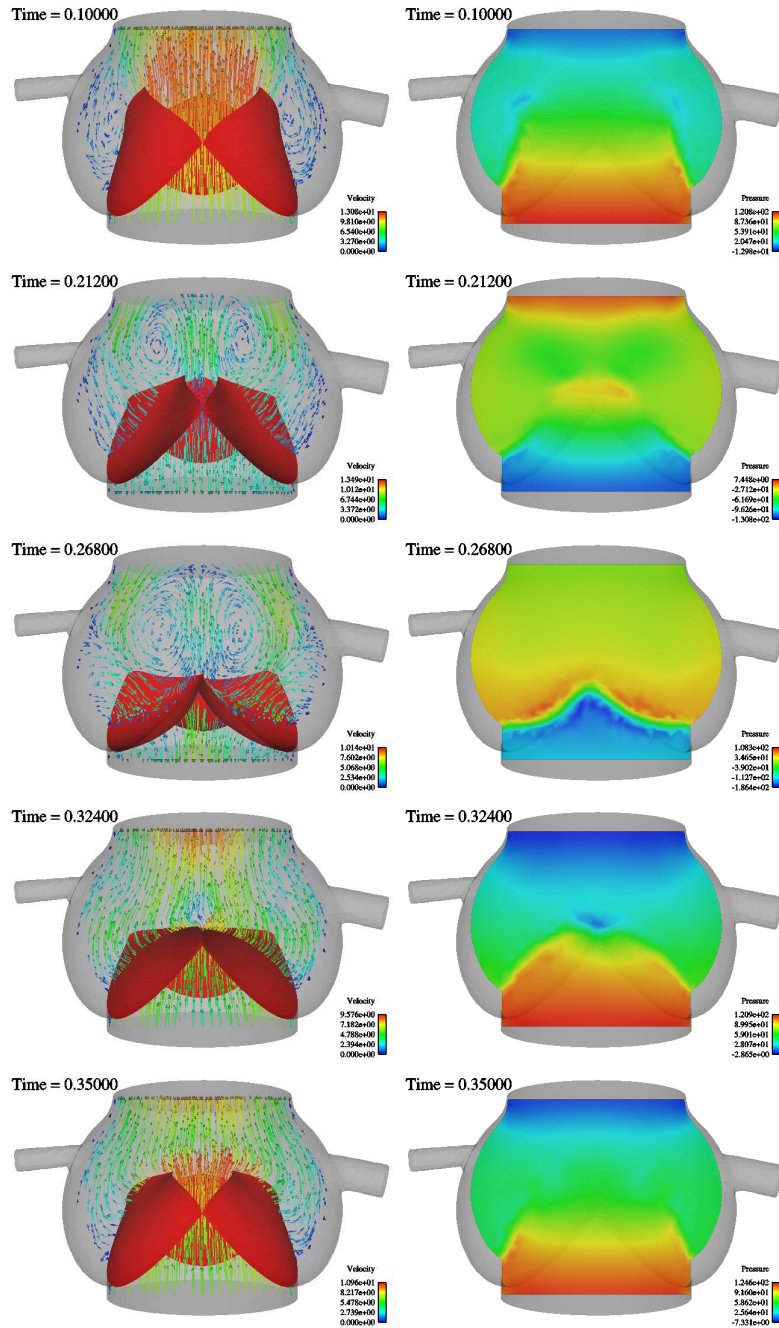 Time = 0.10000
Velocity
1.308e+01
9.810e+00
6.540e+00
3.270e+00
0.000e+00
Time = 0.10000
Pressure
1.208e+02
8.736e+01
5.391e+01
2.047e+01
-1.298e+01
Time = 0.21200
Velocity
1.349e+01
1.012e+01
6.744e+00
3.372e+00
0.000e+00
Time = 0.21200
Pressure
7.448e+00
-2.712e+01
-6.169e+01
-9.626e+01
-1.308e+02
Time = 0.26800
Velocity
1.014e+01
7.602e+00
5.068e+00
2.534e+00
0.000e+00
Time = 0.26800
Pressure
1.083e+02
3.465e+01
-3.902e+01
-1.127e+02
-1.864e+02
Time = 0.32400
Velocity
9.576e+00
7.182e+00
4.788e+00
2.394e+00
0.000e+00
Time = 0.32400
Pressure
1.209e+02
8.995e+01
5.901e+01
2.807e+01
-2.865e+00
Time = 0.35000
Velocity
1.096e+01
8.217e+00
5.478e+00
2.739e+00
0.000e+00
Time = 0.35000
Pressure
1.246e+02
9.160e+01
5.862e+01
2.564e+01
-7.331e+00